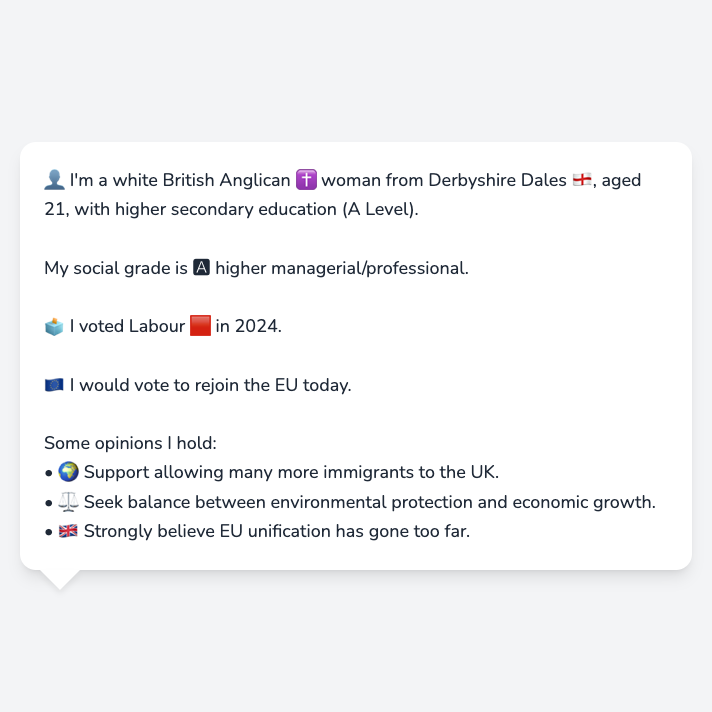 👤 I'm a white British Anglican ✝️ woman from Derbyshire Dales 🏴󠁧󠁢󠁥󠁮󠁧󠁿, aged
21, with higher secondary education (A Level).
My social grade is 🅰 higher managerial/professional.
🗳️ I voted Labour 🟥 in 2024.
🇪🇺 I would vote to rejoin the EU today.
Some opinions I hold:
• 🌍 Support allowing many more immigrants to the UK.
• ⚖️ Seek balance between environmental protection and economic growth.
• 🇬🇧 Strongly believe EU unification has gone too far.